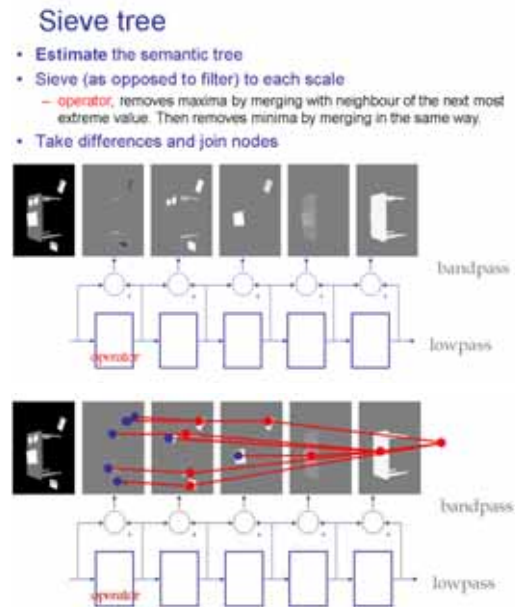 Sieve tree
• Estimate the semantic tree
• Sieve (as opposed to filter) to each scale
– operator, removes maxima by merging with neighbour of the next most
extreme value. Then removes minima by merging in the same way.
• Take differences and join nodes
bandpass
operator
lowpass
bandpass
operator
lowpass